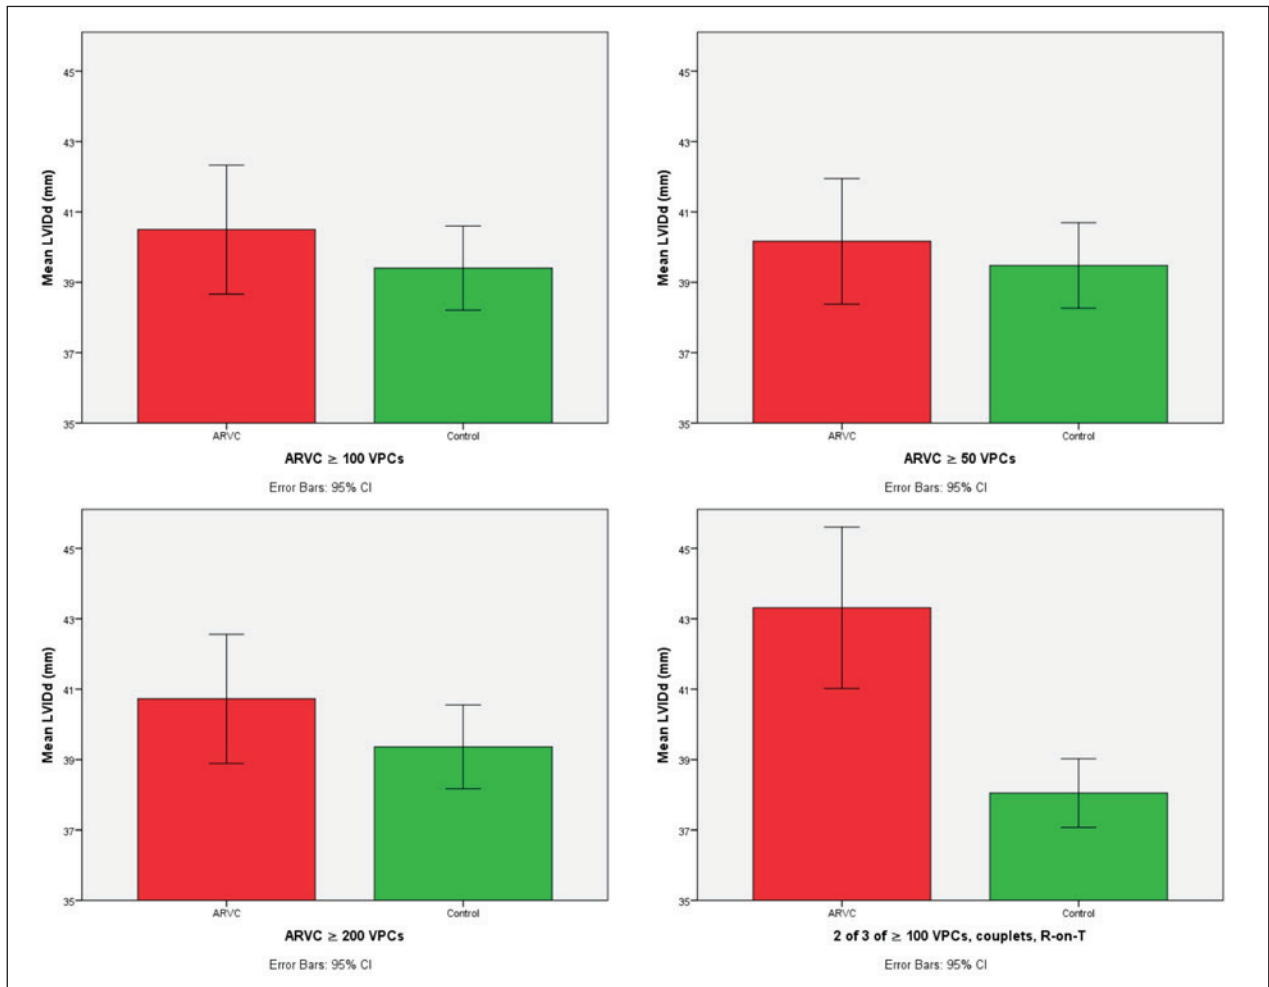 45
43
41
39
37
35
Mean LVIDd (mm)
ARVC
Control
ARVC ≥ 100 VPCs
Error Bars: 95% CI
45
43
41
39
37
35
Mean LVIDd (mm)
ARVC
Control
ARVC ≥ 50 VPCs
Error Bars: 95% CI
45
43
41
39
37
35
Mean LVIDd (mm)
ARVC
Control
ARVC ≥ 200 VPCs
Error Bars: 95% CI
45
43
41
39
37
35
Mean LVIDd (mm)
ARVC
Control
2 of 3 of ≥ 100 VPCs, couplets, R-on-T
Error Bars: 95% CI